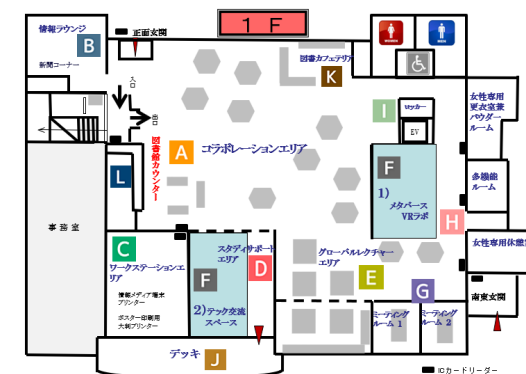 1 F
情報ラウンジ
B
新聞コーナー
正面玄関
入口
出口
図書館カウンター
A
コラボレーションエリア
図書カフェテリア
K
I
ロッカー
EV
女性専用
更衣室兼
パウダー
ルーム
F
1)
メタバース
VRラボ
多機能
ルーム
H
女性専用休憩
L
事務室
C
ワークステーションエ
リア
情報メディア端末
プリンター
ポスター印刷用
大判プリンター
スタディサポート
エリア
D
F
2)テック交流
スペース
グローバルレクチャー
エリア
E
G
ミーティング
ルーム 1
ミーティング
ルーム 2
南東玄関
デッキ
J
ICカードリーダー